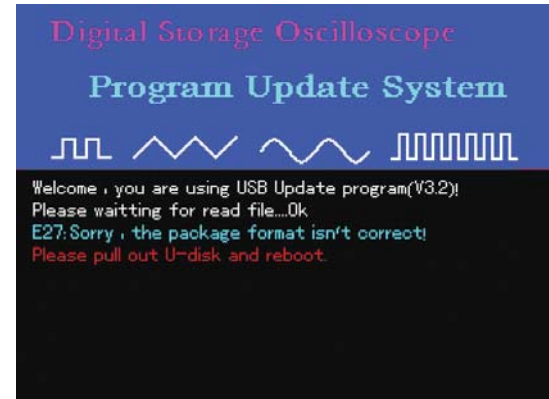 Digital Storage Oscilloscope
Program Update System
Welcome , you are using USB Update program(V3.2)!
Please waitting for read file....Ok
E27:Sorry , the package format isn't correct!
Please pull out U-disk and reboot.